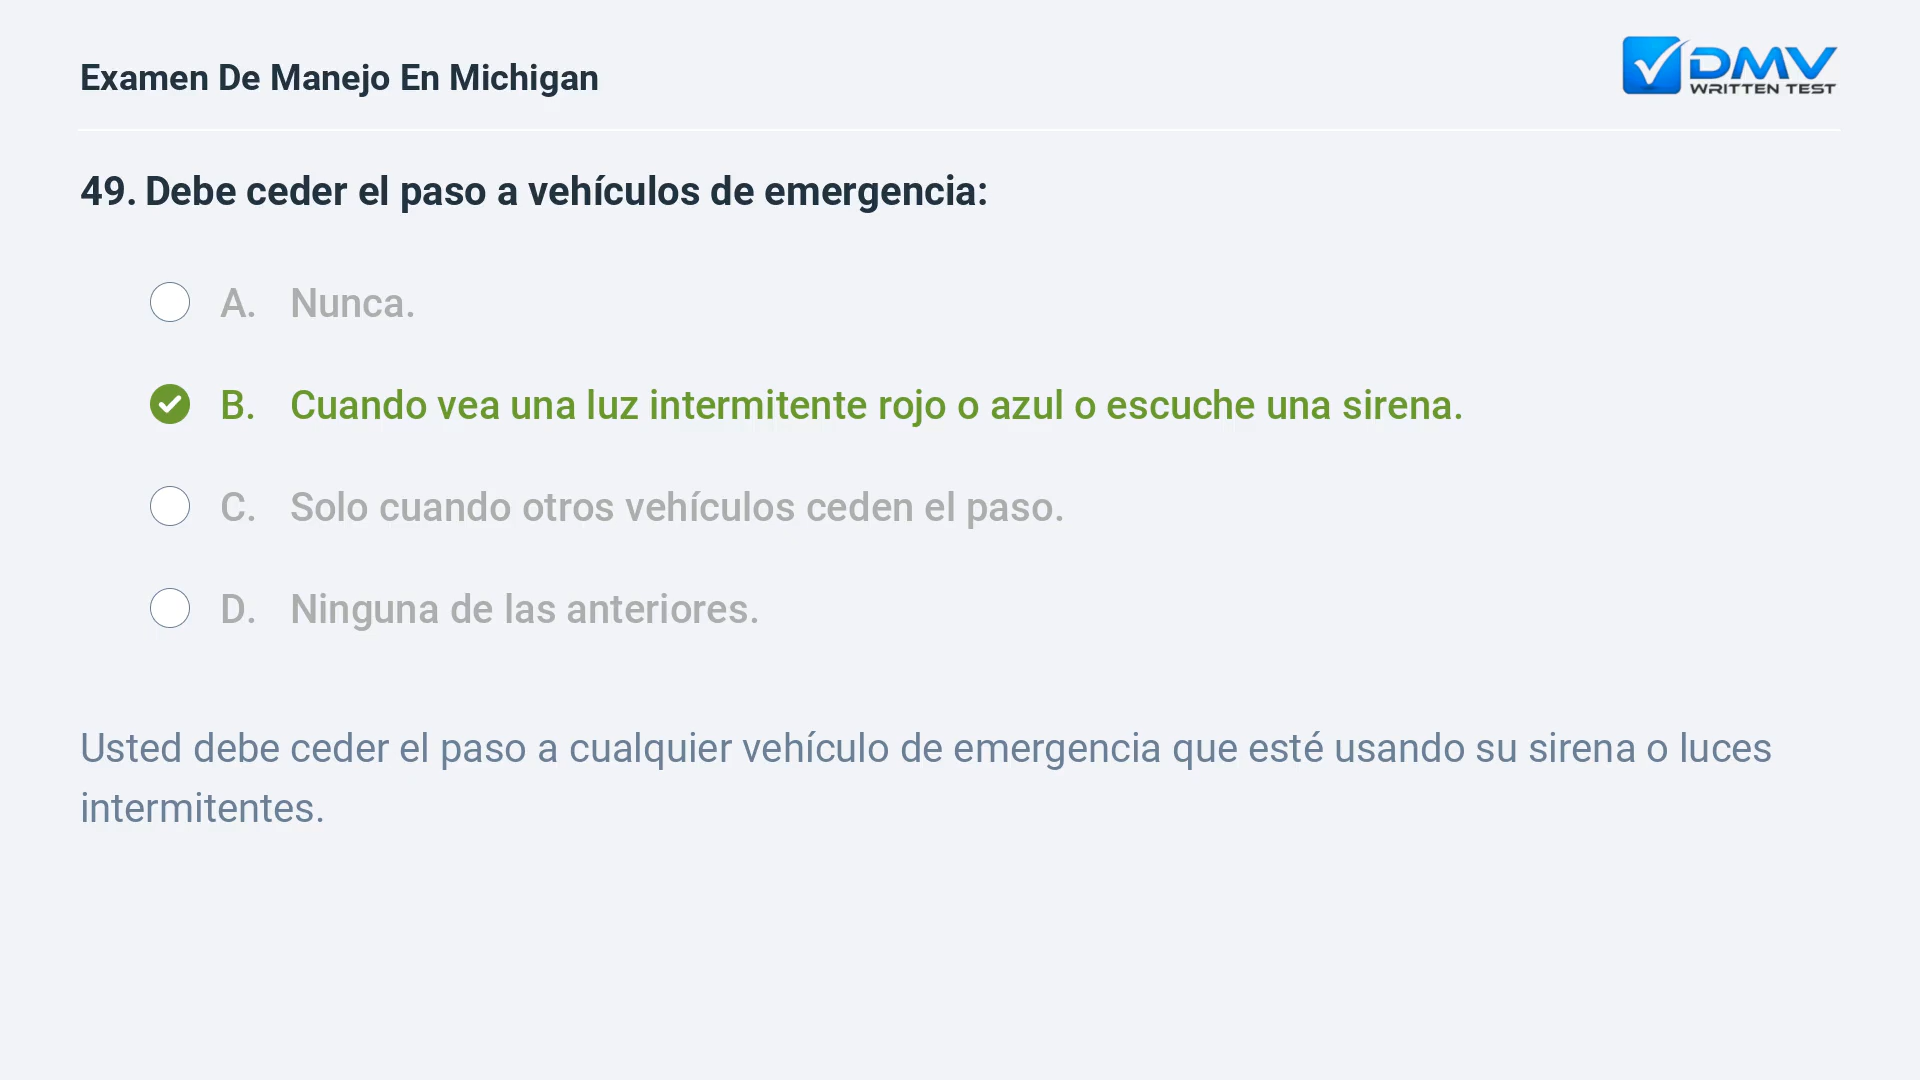 Examen De Manejo En Michigan
DMV
WRITTEN TEST
49. Debe ceder el paso a vehículos de emergencia:
A. Nunca.
B. Cuando vea una luz intermitente rojo o azul o escuche una sirena.
C. Solo cuando otros vehículos ceden el paso.
D. Ninguna de las anteriores.
Usted debe ceder el paso a cualquier vehículo de emergencia que esté usando su sirena o luces
intermitentes.